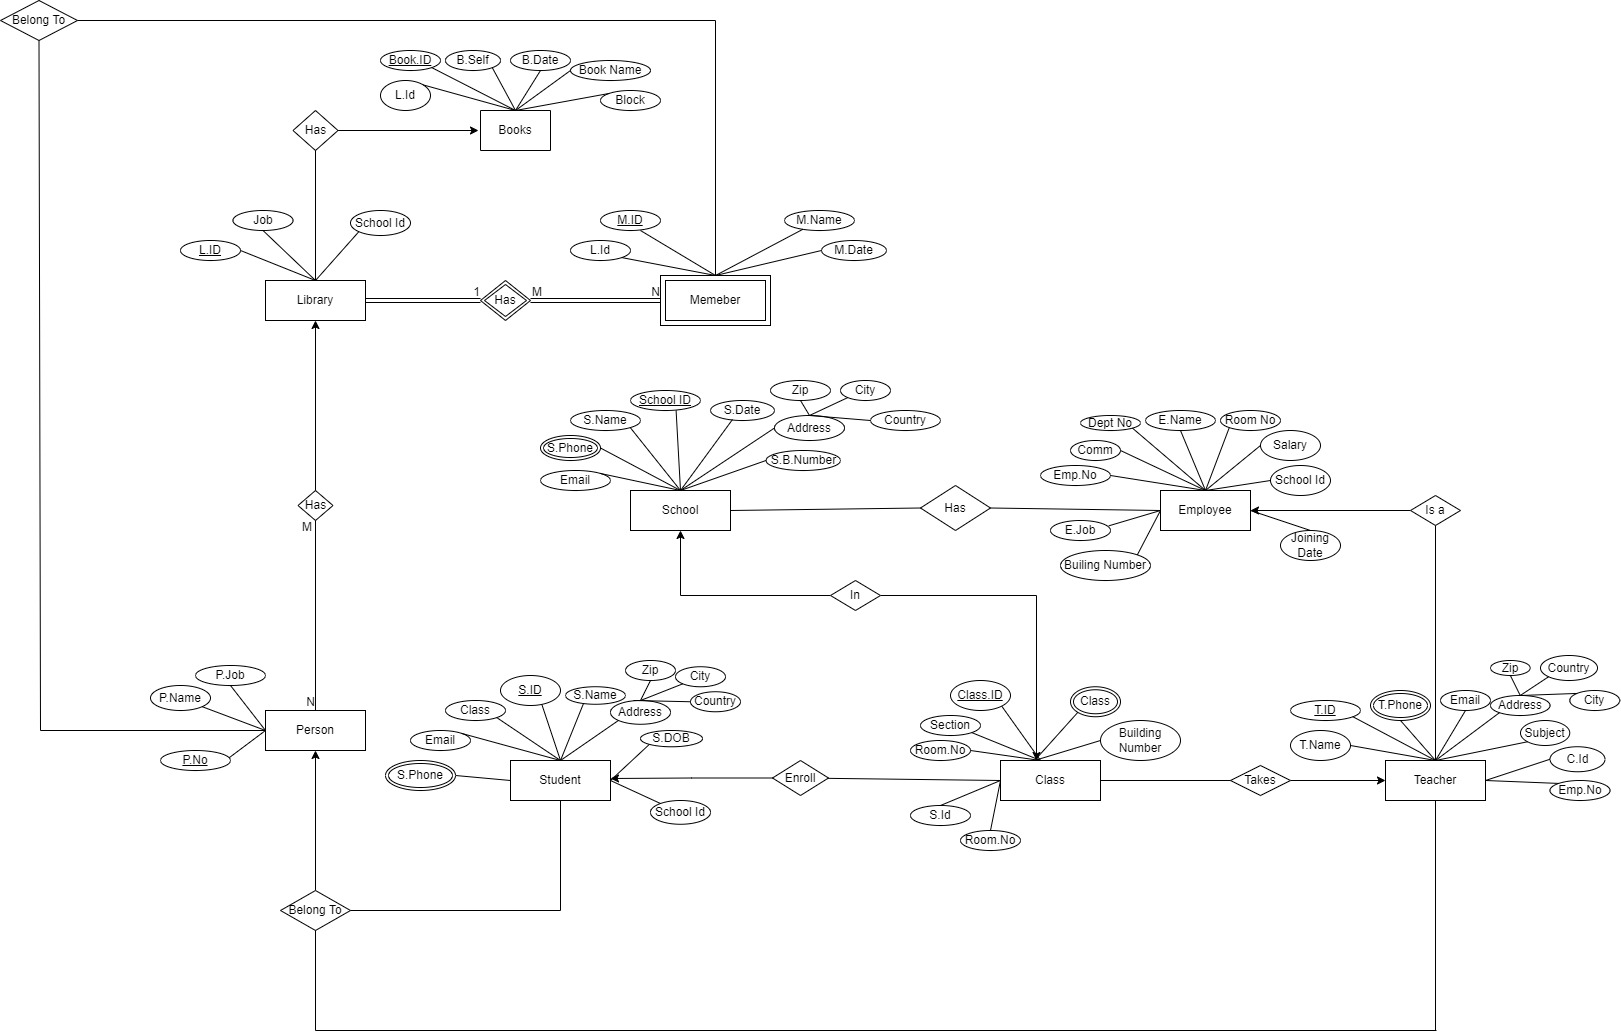 Belong To
Book.ID
B.Self
B.Date
Book Name
L.Id
Block
Has
Books
Job
School Id
L.ID
M.ID
M.Name
L.Id
M.Date
Library
1
Has
M
N
Memeber
Zip
City
School ID
S.Name
S.Date
Address
Country
S.Phone
S.B.Number
Email
School
Has
Dept No
E.Name
Room No
Comm
Salary
Emp.No
School Id
Employee
E.Job
Builing Number
Joining
Date
Is a
Has
M
In
N
P.Job
P.Name
Person
P.No
Zip
City
S.ID
S.Name
Country
Class
Address
Email
S.DOB
S.Phone
Student
School Id
Enroll
Class.ID
Class
Section
Room.No
Building
Number
Class
S.Id
Room.No
Takes
Zip
Country
T.ID
T.Phone
Email
Address
City
T.Name
Subject
C.Id
Teacher
Emp.No
Belong To